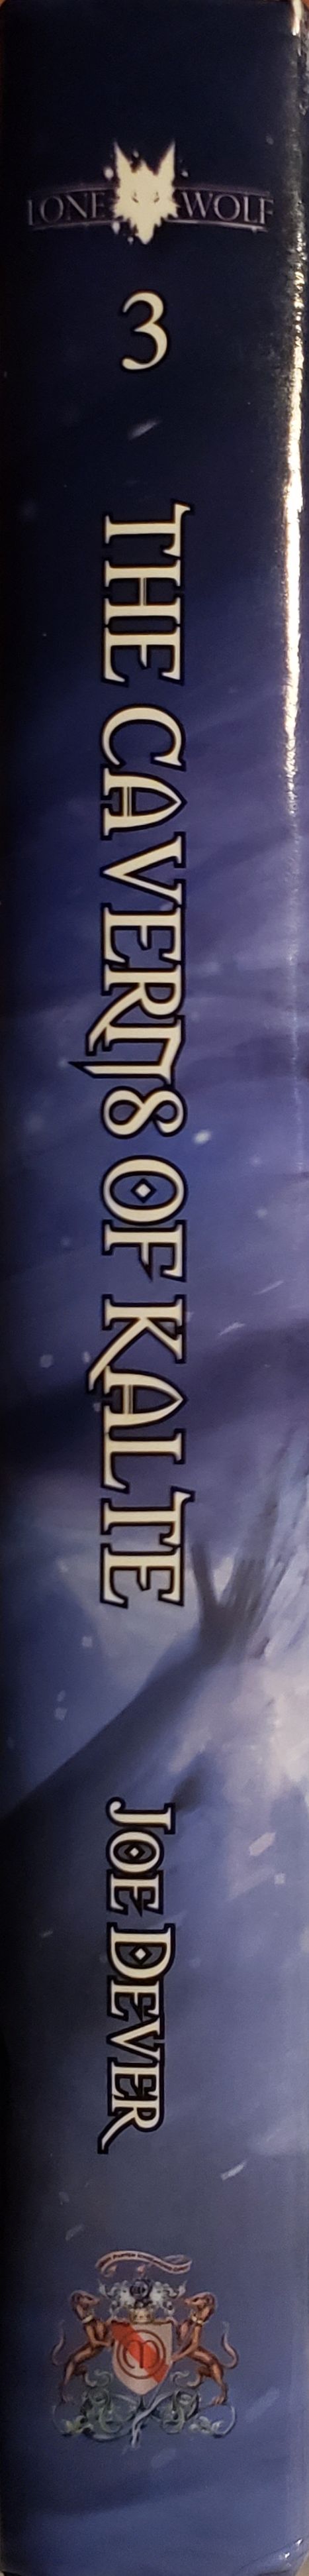 LONE WOLF
3
THE CAVERNS OF KALTE
JOE DEVER